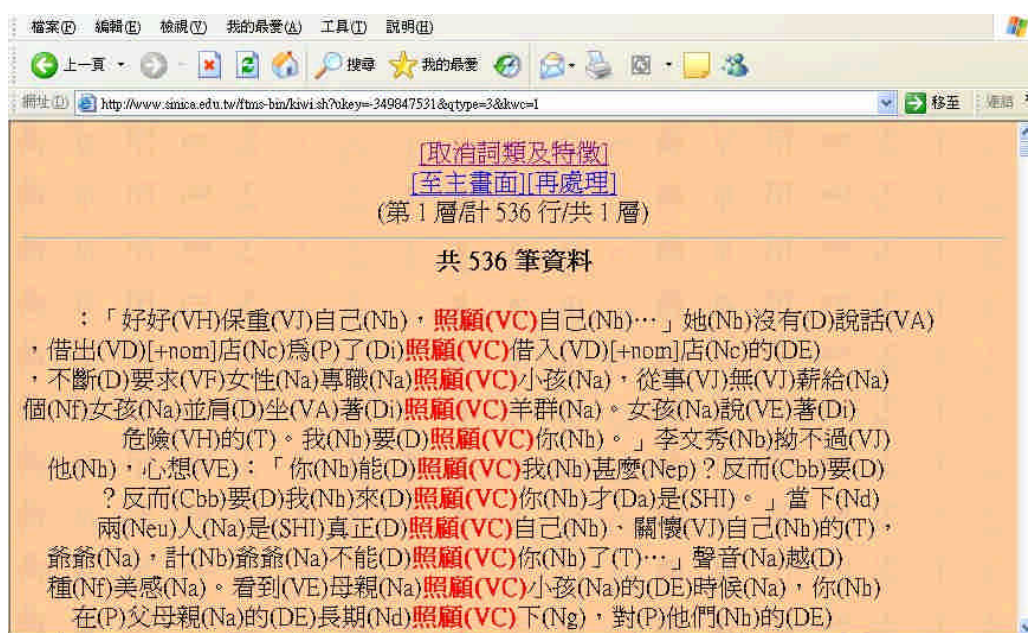 檔案(F) 編輯(E) 檢視(V) 我的最愛(A) 工具(T) 說明(H)
上一頁 搜尋 我的最愛
網址(D) http://www.sinica.edu.tw/ftms-bin/kiwi.sh?ukey=-349847531&qtype=3&kwc=1 移至 連結
[取消詞類及特徵]
[至主畫面][再處理]
(第 1 層/計 536 行/共 1 層)
共 536 筆資料
:「好好(VH)保重(VJ)自己(Nb),照顧(VC)自己(Nb)…」她(Nb)沒有(D)說話(VA)
,借出(VD)[+nom]店(Nc)為(P)了(Di)照顧(VC)借入(VD)[+nom]店(Nc)的(DE)
,不斷(D)要求(VF)女性(Na)專職(Na)照顧(VC)小孩(Na),從事(VJ)無(VJ)薪給(Na)
個(Nf)女孩(Na)並肩(D)坐(VA)著(Di)照顧(VC)羊群(Na)。女孩(Na)說(VE)著(Di)
危險(VH)的(T)。我(Nb)要(D)照顧(VC)你(Nb)。」李文秀(Nb)拗不過(VJ)
他(Nb),心想(VE):「你(Nb)能(D)照顧(VC)我(Nb)甚麼(Nep)?反而(Cbb)要(D)
?反而(Cbb)要(D)我(Nb)來(D)照顧(VC)你(Nb)才(Da)是(SHI)。」當下(Nd)
兩(Neu)人(Na)是(SHI)真正(D)照顧(VC)自己(Nb)、關懷(VJ)自己(Nb)的(T),
爺爺(Na),計(Nb)爺爺(Na)不能(D)照顧(VC)你(Nb)了(T)…」聲音(Na)越(D)
種(Nf)美感(Na)。看到(VE)母親(Na)照顧(VC)小孩(Na)的(DE)時候(Na),你(Nb)
在(P)父母親(Na)的(DE)長期(Nd)照顧(VC)下(Ng),對(P)他們(Nb)的(DE)